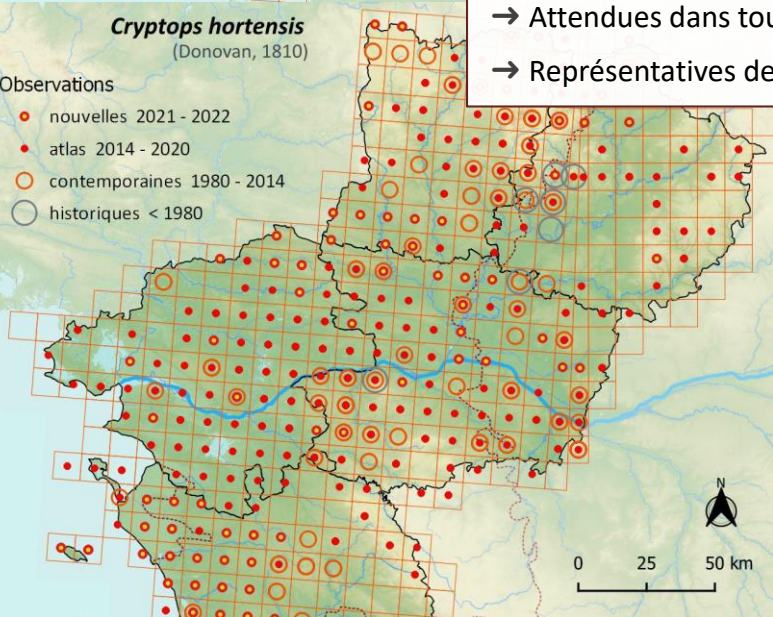 Cryptops hortensis
(Donovan, 1810)
Observations
nouvelles 2021 - 2022
atlas 2014 - 2020
contemporaines 1980 - 2014
historiques < 1980
→ Attendues dans tou
→ Représentatives de
N
0 25 50 km